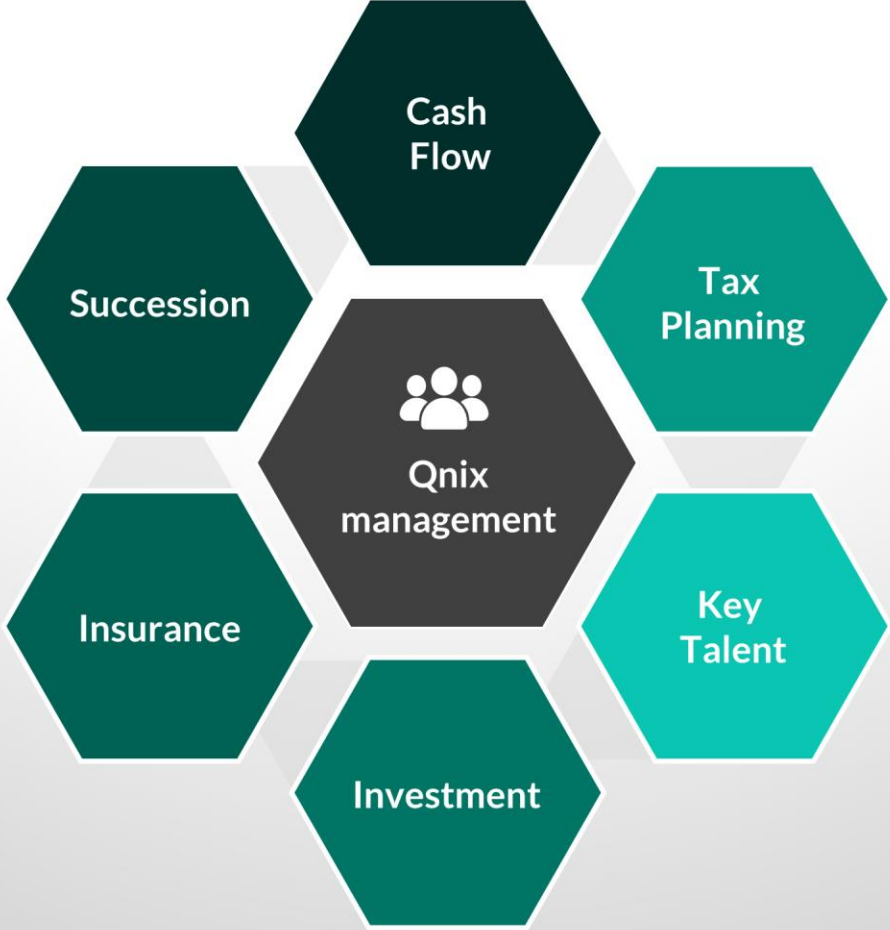 Cash
Flow
Tax
Planning
Succession
Qnix
management
Key
Talent
Insurance
Investment